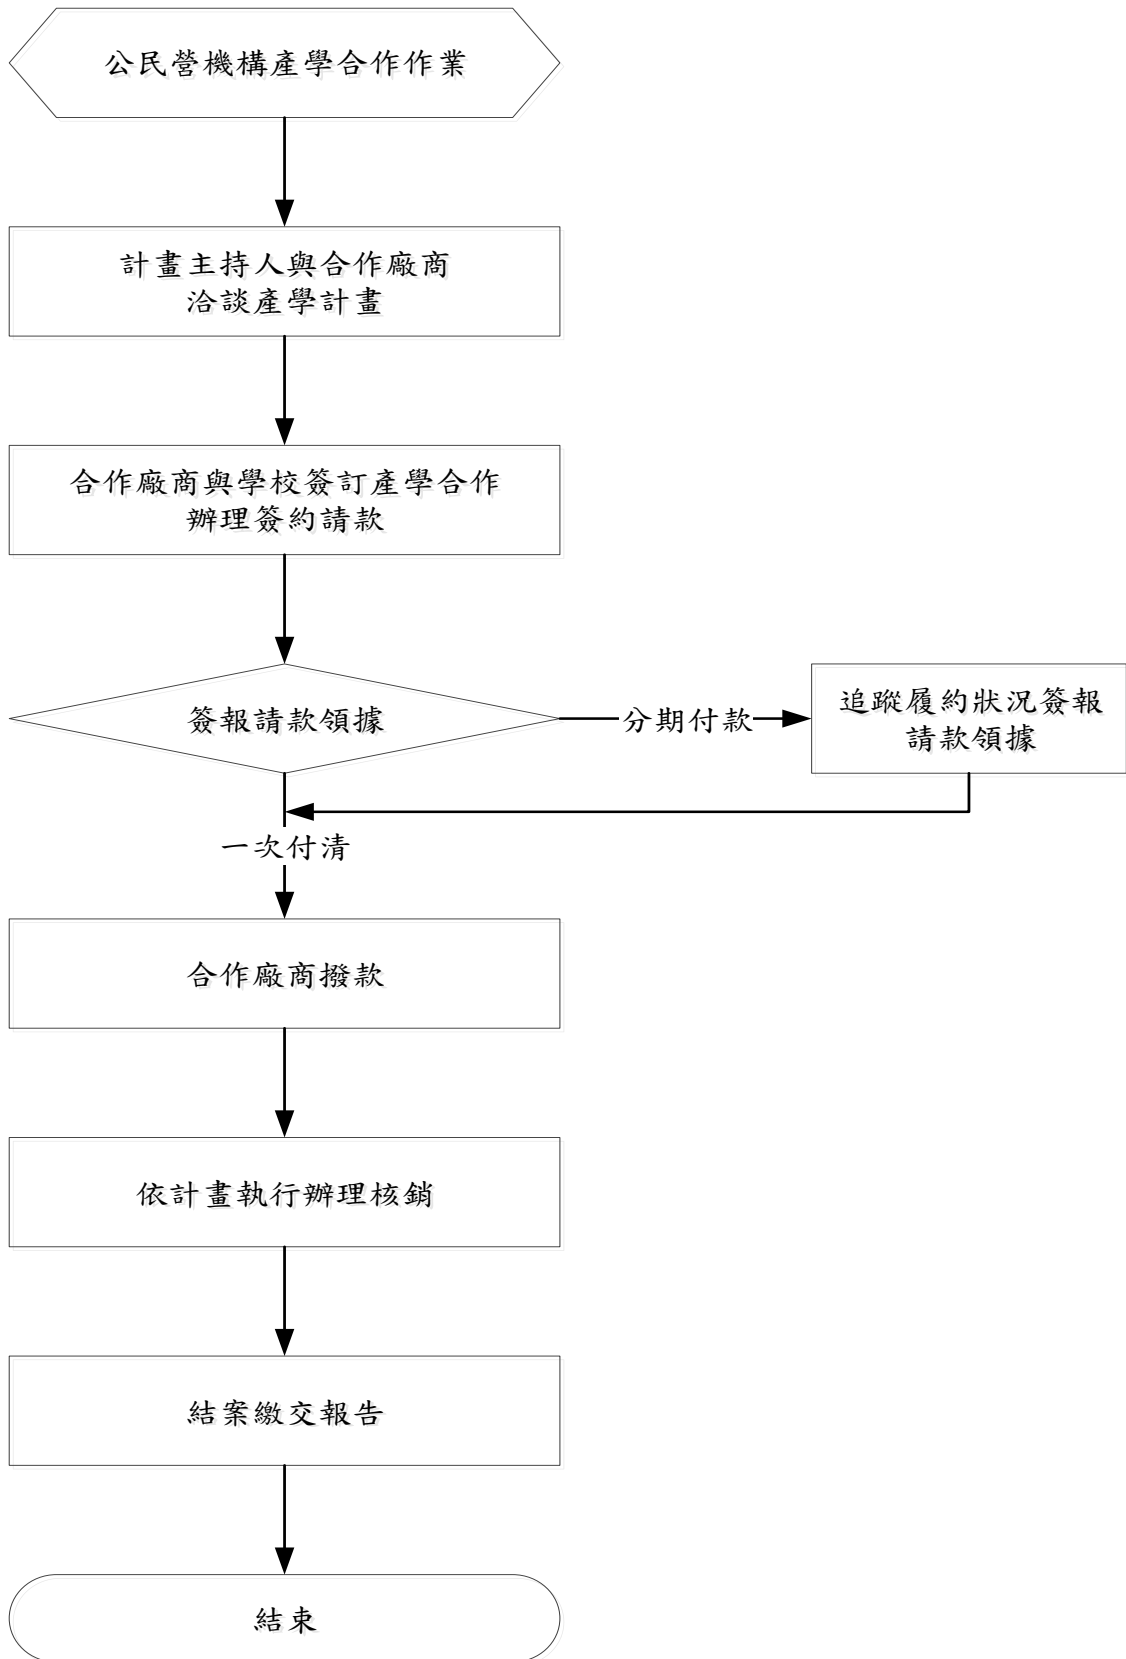 公民營機構產學合作作業
計畫主持人與合作廠商
洽談產學計畫
合作廠商與學校簽訂產學合作
辦理簽約請款
簽報請款領據
分期付款
追蹤履約狀況簽報
請款領據
一次付清
合作廠商撥款
依計畫執行辦理核銷
結案繳交報告
結束